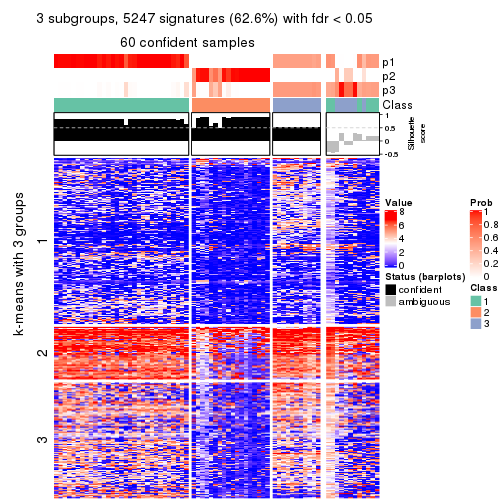 3 subgroups, 5247 signatures (62.6%) with fdr < 0.05
60 confident samples
p1
p2
p3
Class
1
0.5
0
-0.5
Silhouette
score
k-means with 3 groups
1
2
3
Value
8
6
4
2
0
Status (barplots)
confident
ambiguous
Prob
1
0.8
0.6
0.4
0.2
0
Class
1
2
3